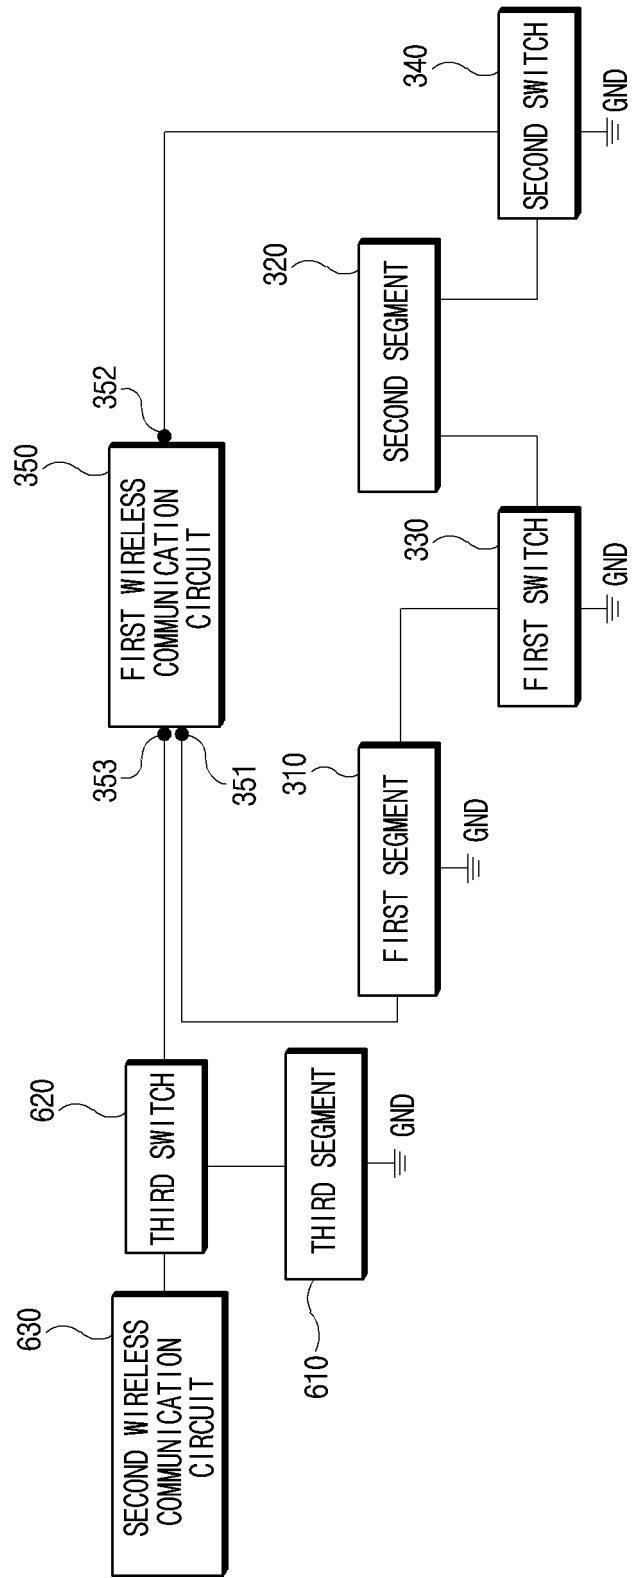 630
SECOND WIRELESS
COMMUNICATION
CIRCUIT
620
THIRD SWITCH
THIRD SEGMENT
610
GND
353
351
350
FIRST WIRELESS
COMMUNICATION
CIRCUIT
352
310
FIRST SEGMENT
GND
320
SECOND SEGMENT
330
FIRST SWITCH
GND
340
SECOND SWITCH
GND